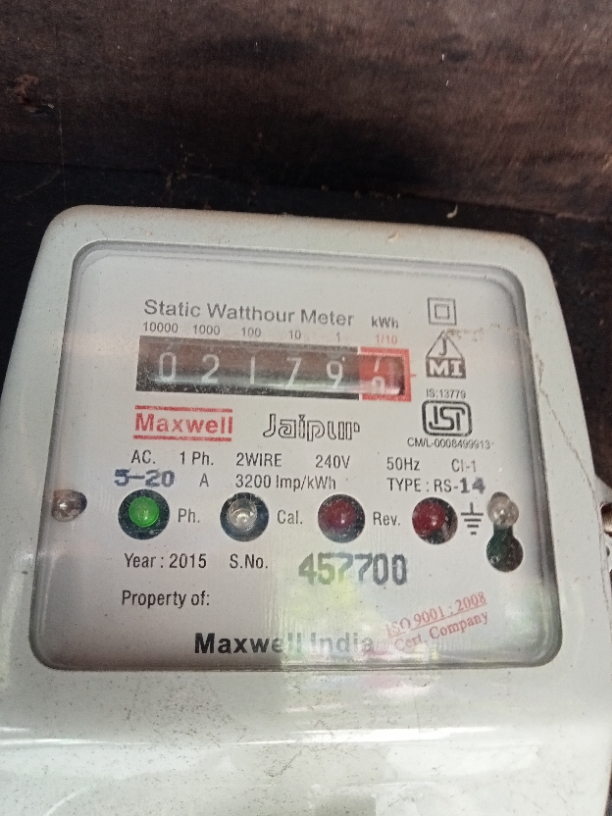 Static Watthour Meter kWh
10000 1000 100 10 1 1/10
0 2 1 7 9
J
MI
IS:13779
ISI
CM/L-0008499913
Maxwell Jaipur
AC. 1 Ph. 2WIRE 240V 50Hz Cl-1
5-20 A 3200 Imp/kWh TYPE : RS-14
Ph. Cal. Rev.
Year : 2015 S.No. 457700
Property of:
ISO 9001 : 2008
Cert. Company
Maxwell India